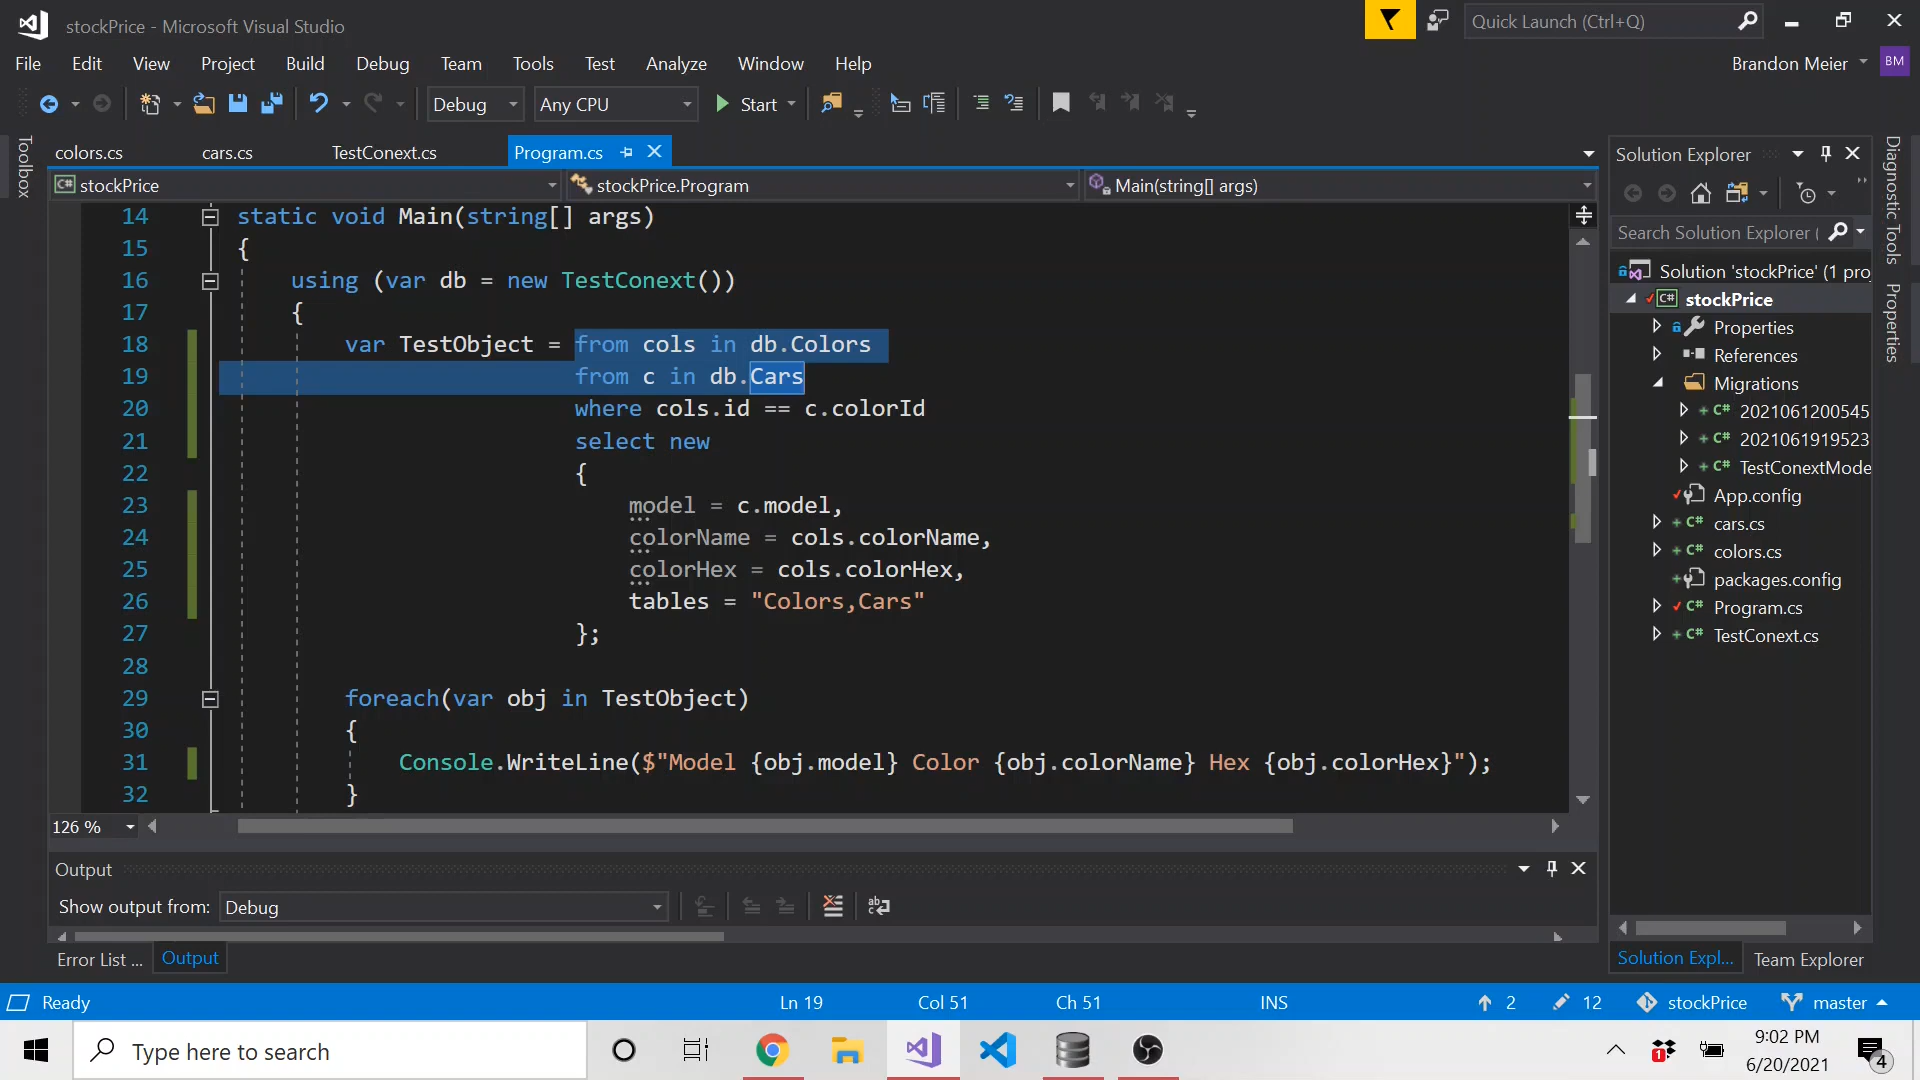 stockPrice - Microsoft Visual Studio
Quick Launch (Ctrl+Q)
File Edit View Project Build Debug Team Tools Test Analyze Window Help
Brandon Meier BM
Debug Any CPU Start
Toolbox
colors.cs cars.cs TestConext.cs Program.cs
stockPrice stockPrice.Program Main(string[] args)
14 static void Main(string[] args)
15 {
16 using (var db = new TestConext())
17 {
18 var TestObject = from cols in db.Colors
19 from c in db.Cars
20 where cols.id == c.colorId
21 select new
22 {
23 model = c.model,
24 colorName = cols.colorName,
25 colorHex = cols.colorHex,
26 tables = "Colors,Cars"
27 };
28
29 foreach(var obj in TestObject)
30 {
31 Console.WriteLine($"Model {obj.model} Color {obj.colorName} Hex {obj.colorHex}");
32 }
126 %
Output
Show output from: Debug
Error List ... Output
Solution Explorer
Search Solution Explorer (
Solution 'stockPrice' (1 pro
C# stockPrice
Properties
References
Migrations
C# 2021061200545
C# 2021061919523
C# TestConextMode
App.config
C# cars.cs
C# colors.cs
packages.config
C# Program.cs
C# TestConext.cs
Solution Expl... Team Explorer
Diagnostic Tools
Properties
Ready Ln 19 Col 51 Ch 51 INS 2 12 stockPrice master
Type here to search
1
9:02 PM
6/20/2021
4